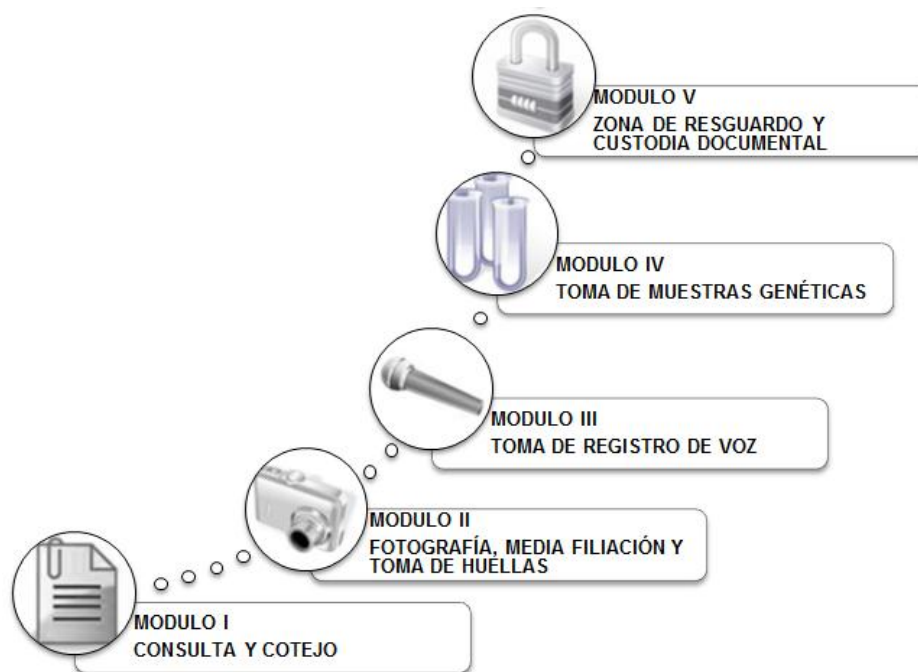 MODULO V
ZONA DE RESGUARDO Y
CUSTODIA DOCUMENTAL
MODULO IV
TOMA DE MUESTRAS GENÉTICAS
MODULO III
TOMA DE REGISTRO DE VOZ
MODULO II
FOTOGRAFÍA, MEDIA FILIACIÓN Y
TOMA DE HUELLAS
MODULO I
CONSULTA Y COTEJO